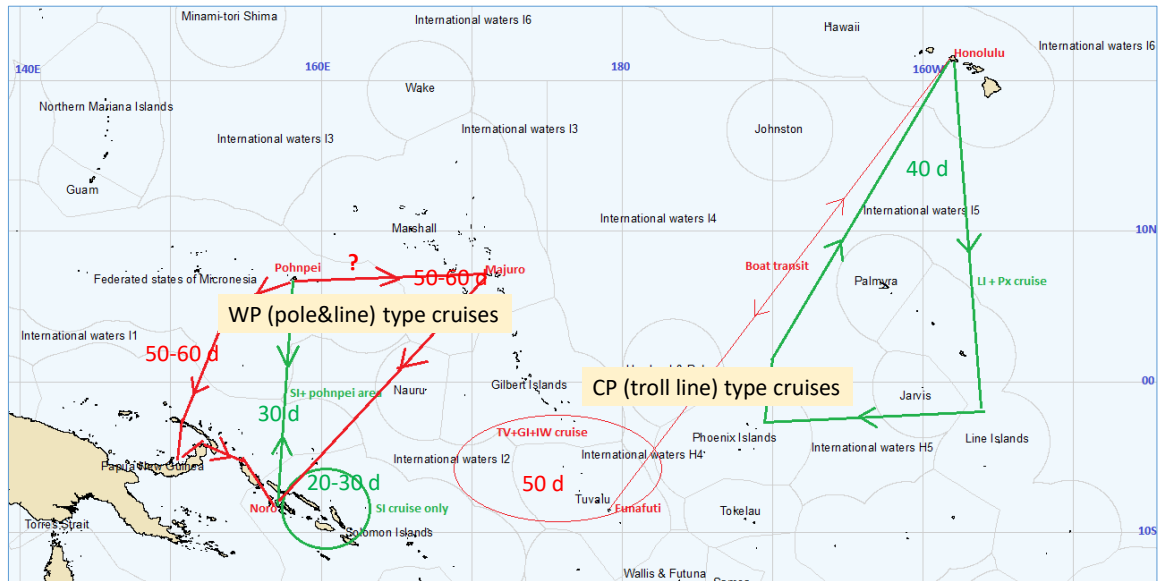 Minami-tori Shima
International waters I6
Hawaii
International waters I6
Honolulu
140E
160E
180
160W
Wake
Northern Mariana Islands
International waters I3
International waters I3
Johnston
Guam
40 d
International waters I4
International waters I5
Marshall
10N
Pohnpei
?
Majuro
Boat transit
Federated states of Micronesia
50-60 d
Palmyra
LI + Px cruise
WP (pole&line) type cruises
International waters I1
50-60 d
CP (troll line) type cruises
00
Gilbert Islands
Nauru
SI+ pohnpei area
Jarvis
30 d
TV+GI+IW cruise
Phoenix Islands
Line Islands
International waters H5
International waters I2
International waters H4
Papua New Guinea
20-30 d
50 d
Tuvalu
Noro
SI cruise only
Funafuti
Tokelau
Torres Strait
Solomon Islands
10S
Wallis & Futuna